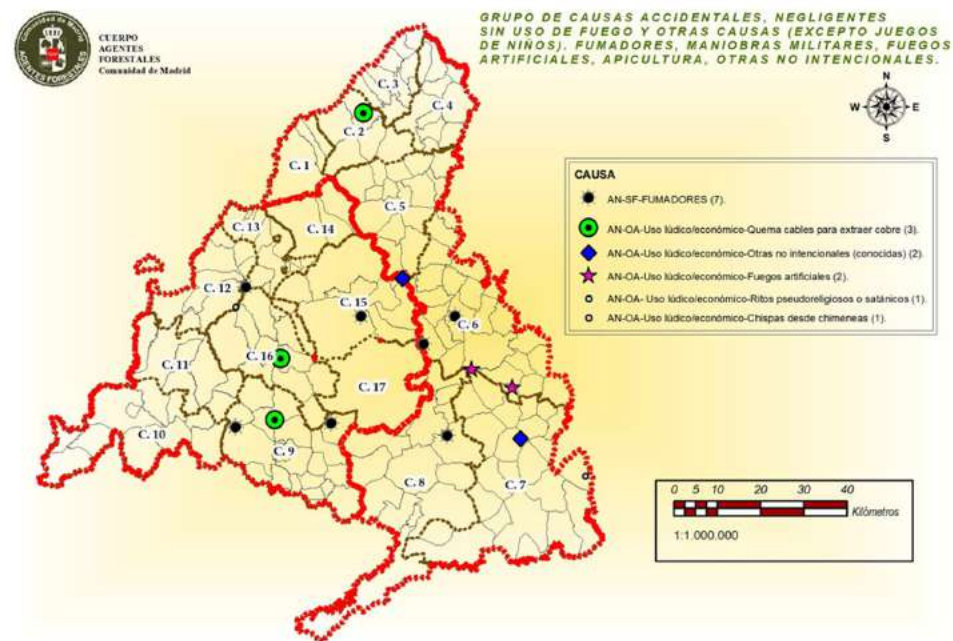 Comunidad de Madrid
AGENTES FORESTALES
CUERPO
AGENTES
FORESTALES
Comunidad de Madrid
GRUPO DE CAUSAS ACCIDENTALES, NEGLIGENTES
SIN USO DE FUEGO Y OTRAS CAUSAS (EXCEPTO JUEGOS
DE NIÑOS). FUMADORES, MANIOBRAS MILITARES, FUEGOS
ARTIFICIALES, APICULTURA, OTRAS NO INTENCIONALES.
N
W
E
S
C. 3
C. 4
C. 2
C. 1
C. 5
C. 13
C. 14
C. 12
C. 15
C. 6
C. 16
C. 11
C. 17
C. 10
C. 9
C. 8
C. 7
CAUSA
AN-SF-FUMADORES (7).
AN-OA-Uso lúdico/económico-Quema cables para extraer cobre (3).
AN-OA-Uso lúdico/económico-Otras no intencionales (conocidas) (2).
AN-OA-Uso lúdico/económico-Fuegos artificiales (2).
AN-OA- Uso lúdico/económico-Ritos pseudoreligiosos o satánicos (1).
AN-OA-Uso lúdico/económico-Chispas desde chimeneas (1).
0 5 10 20 30 40
Kilómetros
1:1.000.000